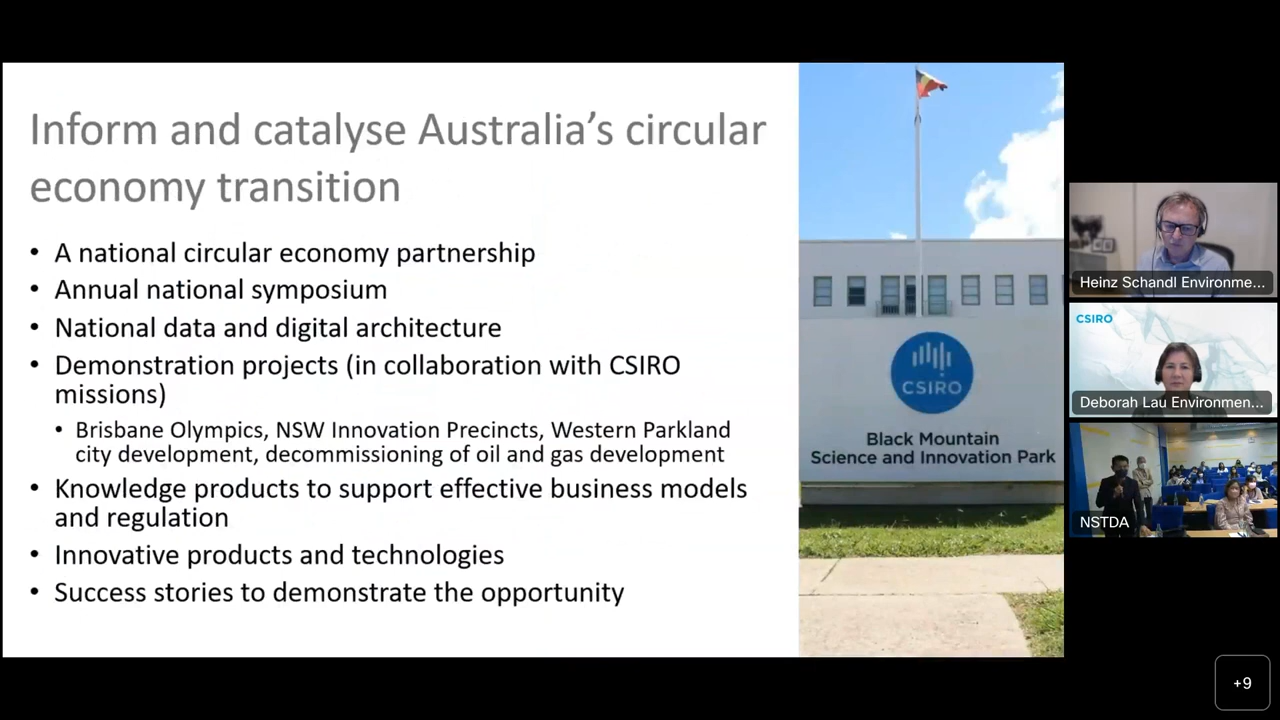 Inform and catalyse Australia's circular
economy transition
• A national circular economy partnership
• Annual national symposium
• National data and digital architecture
• Demonstration projects (in collaboration with CSIRO
missions)
• Brisbane Olympics, NSW Innovation Precincts, Western Parkland
city development, decommissioning of oil and gas development
• Knowledge products to support effective business models
and regulation
• Innovative products and technologies
• Success stories to demonstrate the opportunity
CSIRO
Black Mountain
Science and Innovation Park
Heinz Schandl Environme...
CSIRO
Deborah Lau Environmen...
NSTDA
+9